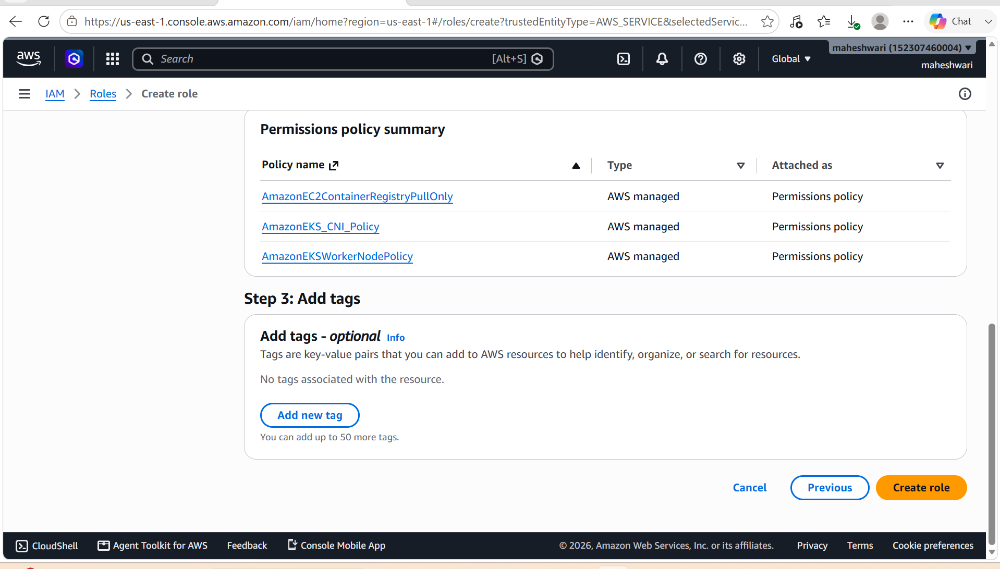 https://us-east-1.console.aws.amazon.com/iam/home?region=us-east-1#/roles/create?trustedEntityType=AWS_SERVICE&selectedServic...
Chat
aws
Search
[Alt+S]
Global
maheshwari (152307460004)
maheshwari
IAM
Roles
Create role
Permissions policy summary
Policy name Type Attached as
AmazonEC2ContainerRegistryPullOnly AWS managed Permissions policy
AmazonEKS_CNI_Policy AWS managed Permissions policy
AmazonEKSWorkerNodePolicy AWS managed Permissions policy
Step 3: Add tags
Add tags - optional Info
Tags are key-value pairs that you can add to AWS resources to help identify, organize, or search for resources.
No tags associated with the resource.
Add new tag
You can add up to 50 more tags.
Cancel Previous Create role
CloudShell Agent Toolkit for AWS Feedback Console Mobile App © 2026, Amazon Web Services, Inc. or its affiliates. Privacy Terms Cookie preferences